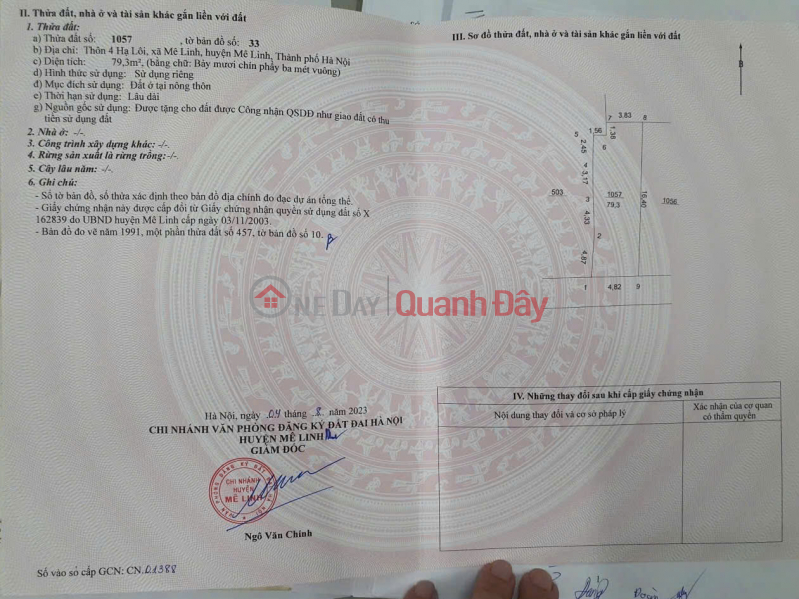 II. Thửa đất, nhà ở và tài sản khác gắn liền với đất
1. Thửa đất:
a) Thửa đất số: 1057 , tờ bản đồ số: 33
b) Địa chỉ: Thôn 4 Hạ Lôi, xã Mê Linh, huyện Mê Linh, Thành phố Hà Nội
c) Diện tích: 79,3m², (bằng chữ: Bảy mươi chín phẩy ba mét vuông)
d) Hình thức sử dụng: Sử dụng riêng
đ) Mục đích sử dụng: Đất ở tại nông thôn
e) Thời hạn sử dụng: Lâu dài
g) Nguồn gốc sử dụng: Được tặng cho đất được Công nhận QSDĐ như giao đất có thu
tiền sử dụng đất
2. Nhà ở: -/-.
3. Công trình xây dựng khác: -/-.
4. Rừng sản xuất là rừng trồng:-/-.
5. Cây lâu năm: -/-.
6. Ghi chú:
- Số tờ bản đồ, số thửa xác định theo bản đồ địa chính đo đạc dự án tổng thể.
- Giấy chứng nhận này được cấp đổi từ Giấy chứng nhận quyền sử dụng đất số X
162839 do UBND huyện Mê Linh cấp ngày 03/11/2003.
- Bản đồ đo vẽ năm 1991, một phần thửa đất số 457, tờ bản đồ số 10.
Hà Nội, ngày 04 tháng 8 năm 2023
CHI NHÁNH VĂN PHÒNG ĐĂNG KÝ ĐẤT ĐAI HÀ NỘI
HUYỆN MÊ LINH
GIÁM ĐỐC
CHI NHÁNH
HUYỆN
MÊ LINH
Ngô Văn Chinh
Số vào sổ cấp GCN: CN.01388
III. Sơ đồ thửa đất, nhà ở và tài sản khác gắn liền với đất
B
7 3,83 8
5 1,56 1,38
6
2,45
4
3,17
503 3 1057 16,40 1056
79,3
4,33
2
4,87
1 4,82 9
ONEDAY Quanh Đây
IV. Những thay đổi sau khi cấp giấy chứng nhận
Nội dung thay đổi và cơ sở pháp lý
Xác nhận của cơ quan
có thẩm quyền